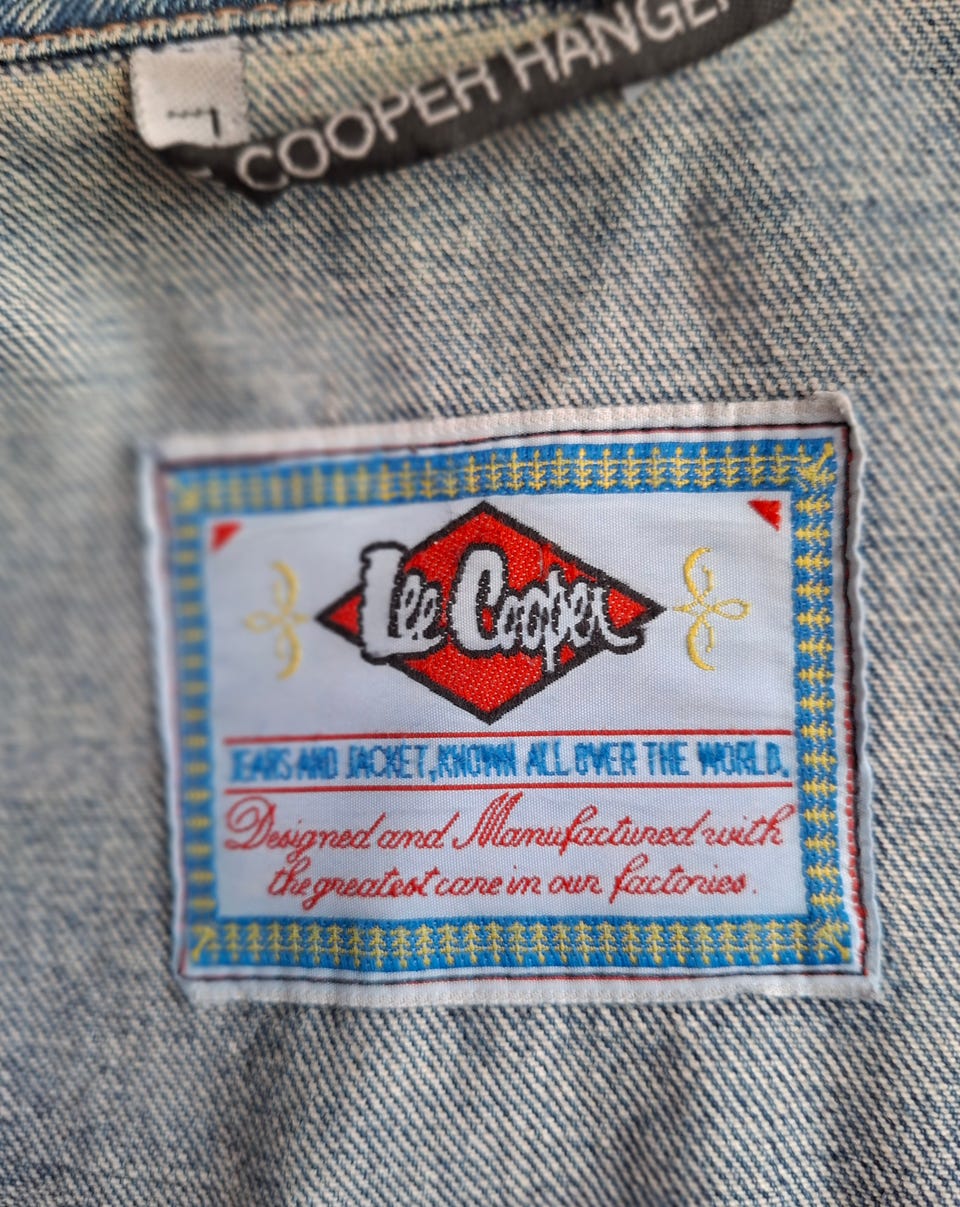 L
COOPER HANGE
Lee Cooper
JEANS AND JACKET, KNOWN ALL OVER THE WORLD.
Designed and Manufactured with
the greatest care in our factories.